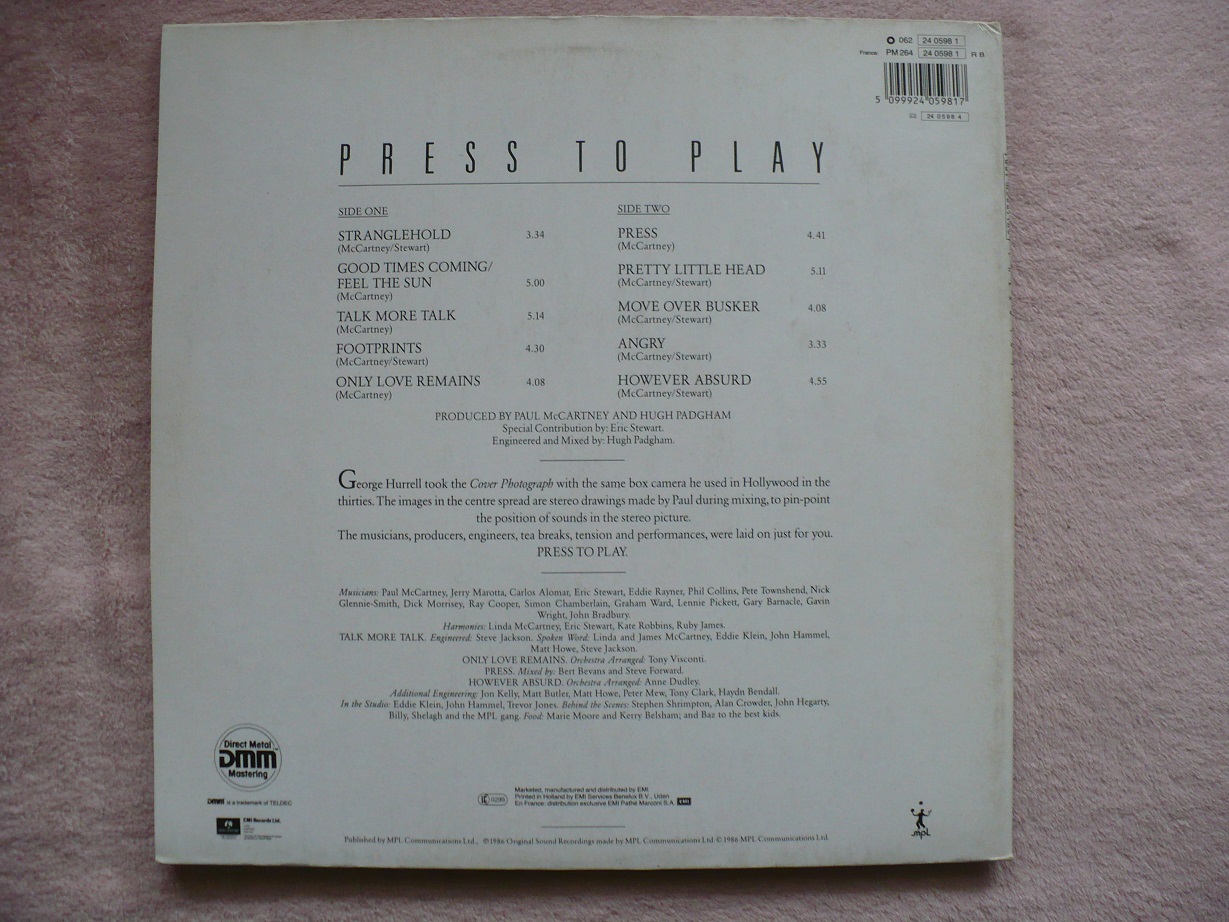 062 24 0598 1
France: PM 264 24 0598 1 R B
5 099924 059817
24 0598 4
PRESS TO PLAY
SIDE ONE
STRANGLEHOLD 3.34
(McCartney/Stewart)
GOOD TIMES COMING/
FEEL THE SUN 5.00
(McCartney)
TALK MORE TALK 5.14
(McCartney)
FOOTPRINTS 4.30
(McCartney/Stewart)
ONLY LOVE REMAINS 4.08
(McCartney)
SIDE TWO
PRESS 4.41
(McCartney)
PRETTY LITTLE HEAD 5.11
(McCartney/Stewart)
MOVE OVER BUSKER 4.08
(McCartney/Stewart)
ANGRY 3.33
(McCartney/Stewart)
HOWEVER ABSURD 4.55
(McCartney/Stewart)
PRODUCED BY PAUL McCARTNEY AND HUGH PADGHAM
Special Contribution by: Eric Stewart.
Engineered and Mixed by: Hugh Padgham.
George Hurrell took the Cover Photograph with the same box camera he used in Hollywood in the
thirties. The images in the centre spread are stereo drawings made by Paul during mixing, to pin-point
the position of sounds in the stereo picture.
The musicians, producers, engineers, tea breaks, tension and performances, were laid on just for you.
PRESS TO PLAY.
Musicians: Paul McCartney, Jerry Marotta, Carlos Alomar, Eric Stewart, Eddie Rayner, Phil Collins, Pete Townshend, Nick
Glennie-Smith, Dick Morrisey, Ray Cooper, Simon Chamberlain, Graham Ward, Lennie Pickett, Gary Barnacle, Gavin
Wright, John Bradbury.
Harmonies: Linda McCartney, Eric Stewart, Kate Robbins, Ruby James.
TALK MORE TALK. Engineered: Steve Jackson. Spoken Word: Linda and James McCartney, Eddie Klein, John Hammel,
Matt Howe, Steve Jackson.
ONLY LOVE REMAINS. Orchestra Arranged: Tony Visconti.
PRESS. Mixed by: Bert Bevans and Steve Forward.
HOWEVER ABSURD. Orchestra Arranged: Anne Dudley.
Additional Engineering: Jon Kelly, Matt Butler, Matt Howe, Peter Mew, Tony Clark, Haydn Bendall.
In the Studio: Eddie Klein, John Hammel, Trevor Jones. Behind the Scenes: Stephen Shrimpton, Alan Crowder, John Hegarty,
Billy, Shelagh and the MPL gang. Food: Marie Moore and Kerry Belsham; and Baz to the best kids.
Direct Metal
DMM
Mastering
DMM is a trademark of TELDEC
EMI Records Ltd.
LC 0299
Marketed, manufactured and distributed by EMI
Printed in Holland by EMI Services Benelux B.V., Uden
En France: distribution exclusive EMI Pathé Marconi S.A. EMI
Published by MPL Communications Ltd., ℗1986 Original Sound Recordings made by MPL Communications Ltd © 1986 MPL Communications Ltd.
MPL